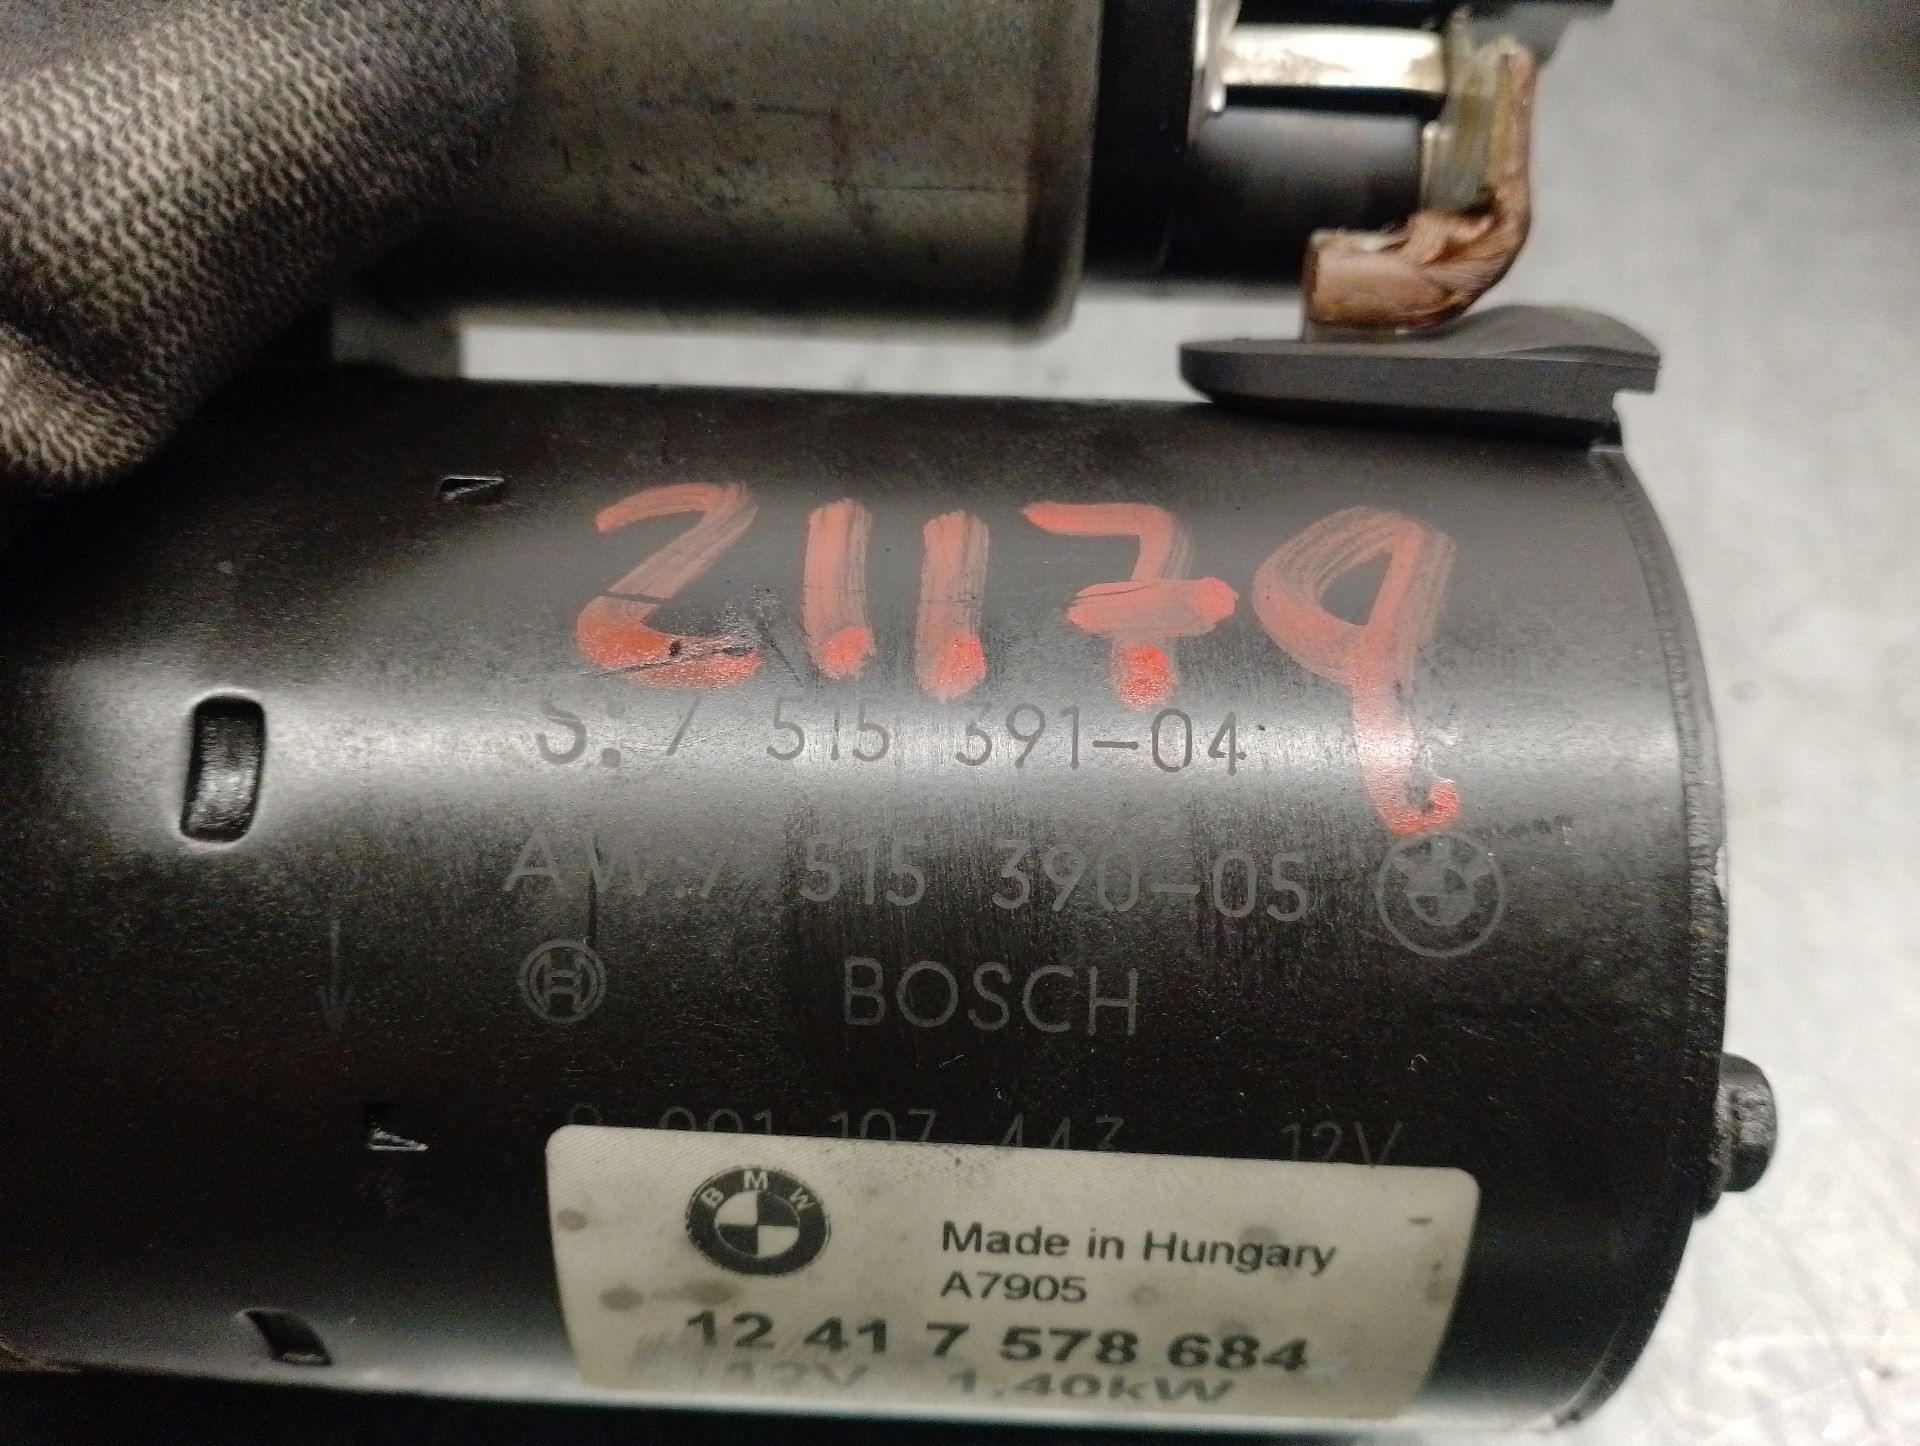 21179
S: 7 515 391-04
AW: 7 515 390-05
BOSCH
0 001 107 443 12V
BMW
Made in Hungary
A7905
12 41 7 578 684
12V 1,40kW